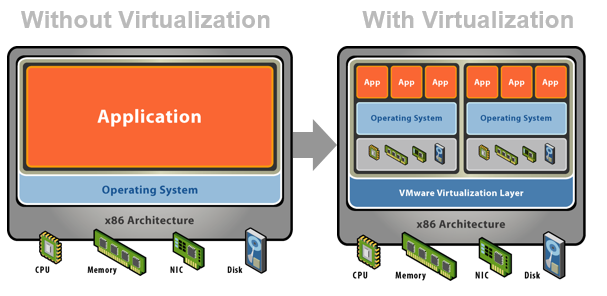 Without Virtualization
With Virtualization
Application
Operating System
x86 Architecture
CPU
Memory
NIC
Disk
App App App
App App App
Operating System
Operating System
VMware Virtualization Layer
x86 Architecture
CPU
Memory
NIC
Disk